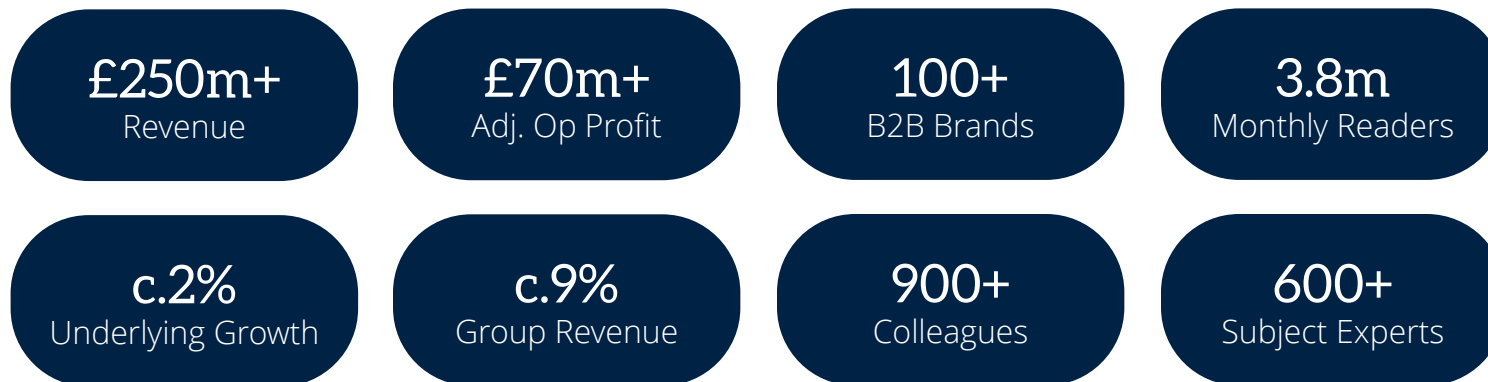 £250m+
Revenue
£70m+
Adj. Op Profit
100+
B2B Brands
3.8m
Monthly Readers
c.2%
Underlying Growth
c.9%
Group Revenue
900+
Colleagues
600+
Subject Experts